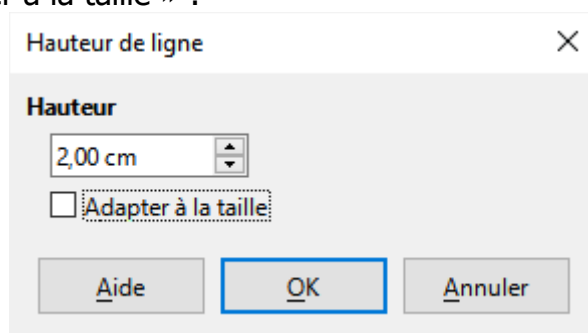 à la taille » :
Hauteur de ligne
Hauteur
2,00 cm
Adapter à la taille
Aide
OK
Annuler